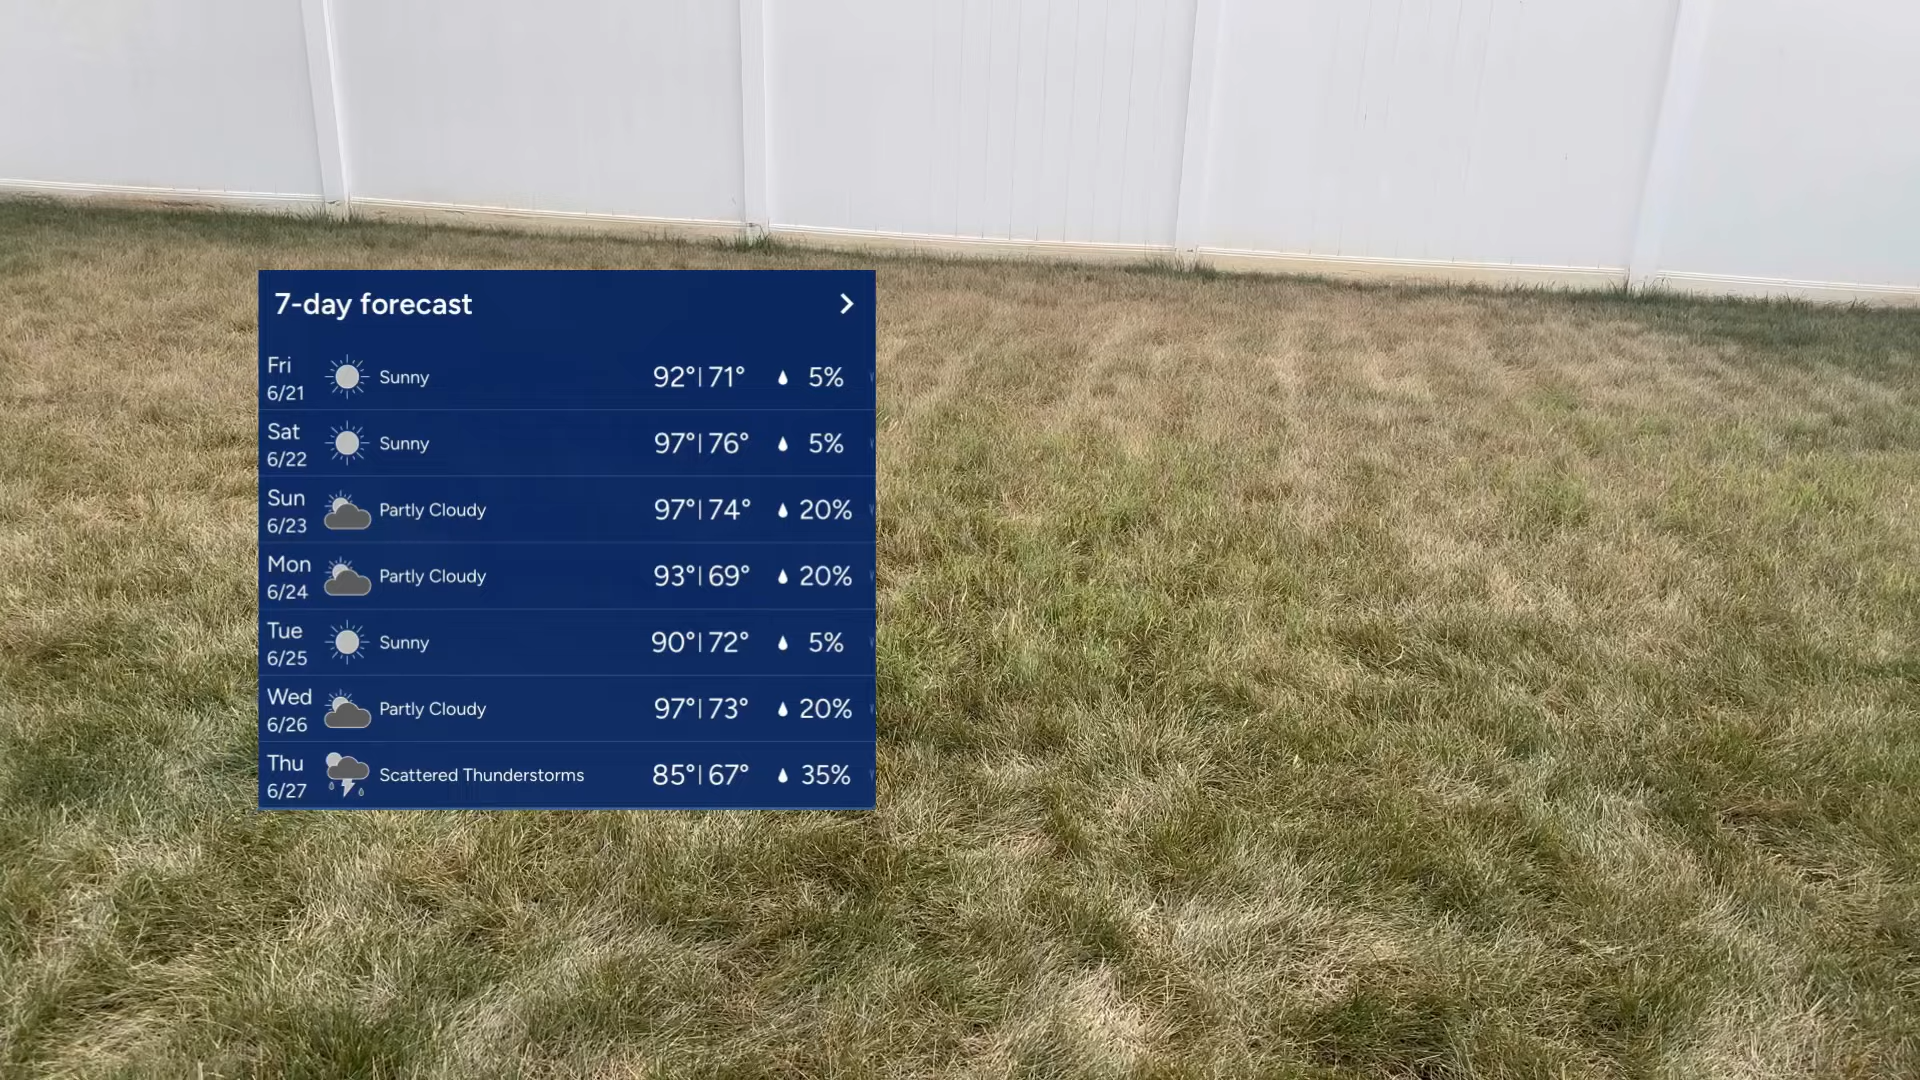 7-day forecast
Fri
6/21
Sunny
92°|71°
5%
Sat
6/22
Sunny
97°|76°
5%
Sun
6/23
Partly Cloudy
97°|74°
20%
Mon
6/24
Partly Cloudy
93°|69°
20%
Tue
6/25
Sunny
90°|72°
5%
Wed
6/26
Partly Cloudy
97°|73°
20%
Thu
6/27
Scattered Thunderstorms
85°|67°
35%